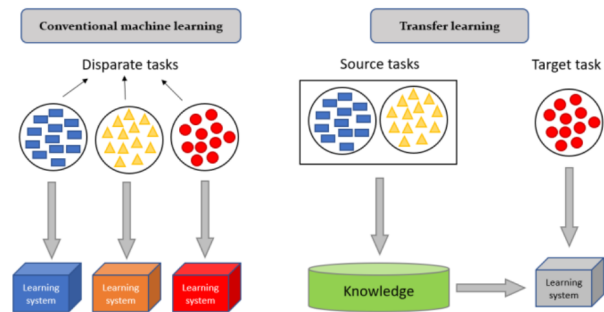 Conventional machine learning
Disparate tasks
Learning
system
Learning
system
Learning
system
Transfer learning
Source tasks
Target task
Knowledge
Learning
system